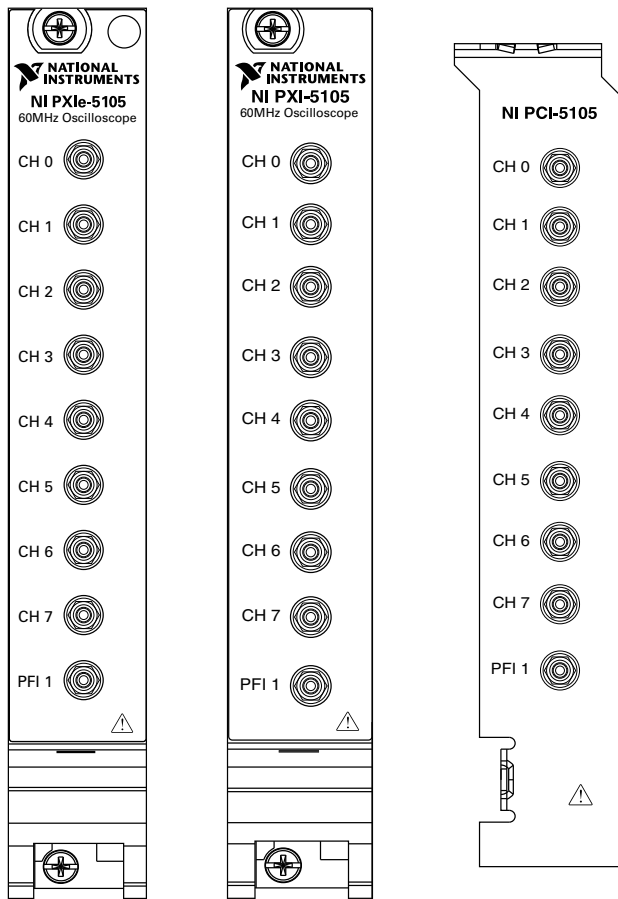 NATIONAL
INSTRUMENTS
NI PXIe-5105
60MHz Oscilloscope
CH 0
CH 1
CH 2
CH 3
CH 4
CH 5
CH 6
CH 7
PFI 1
NATIONAL
INSTRUMENTS
NI PXI-5105
60MHz Oscilloscope
CH 0
CH 1
CH 2
CH 3
CH 4
CH 5
CH 6
CH 7
PFI 1
NI PCI-5105
CH 0
CH 1
CH 2
CH 3
CH 4
CH 5
CH 6
CH 7
PFI 1